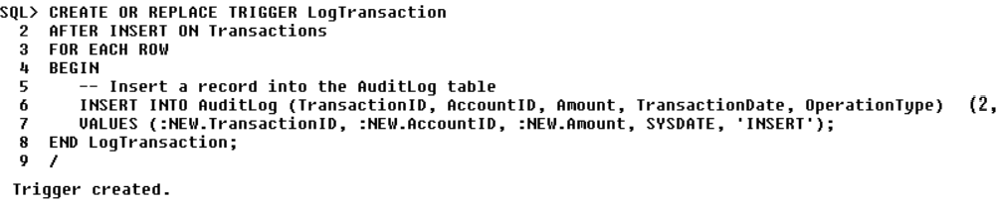 SQL> CREATE OR REPLACE TRIGGER LogTransaction
2 AFTER INSERT ON Transactions
3 FOR EACH ROW
4 BEGIN
5 -- Insert a record into the AuditLog table
6 INSERT INTO AuditLog (TransactionID, AccountID, Amount, TransactionDate, OperationType) (2,
7 VALUES (:NEW.TransactionID, :NEW.AccountID, :NEW.Amount, SYSDATE, 'INSERT');
8 END LogTransaction;
9 /
Trigger created.